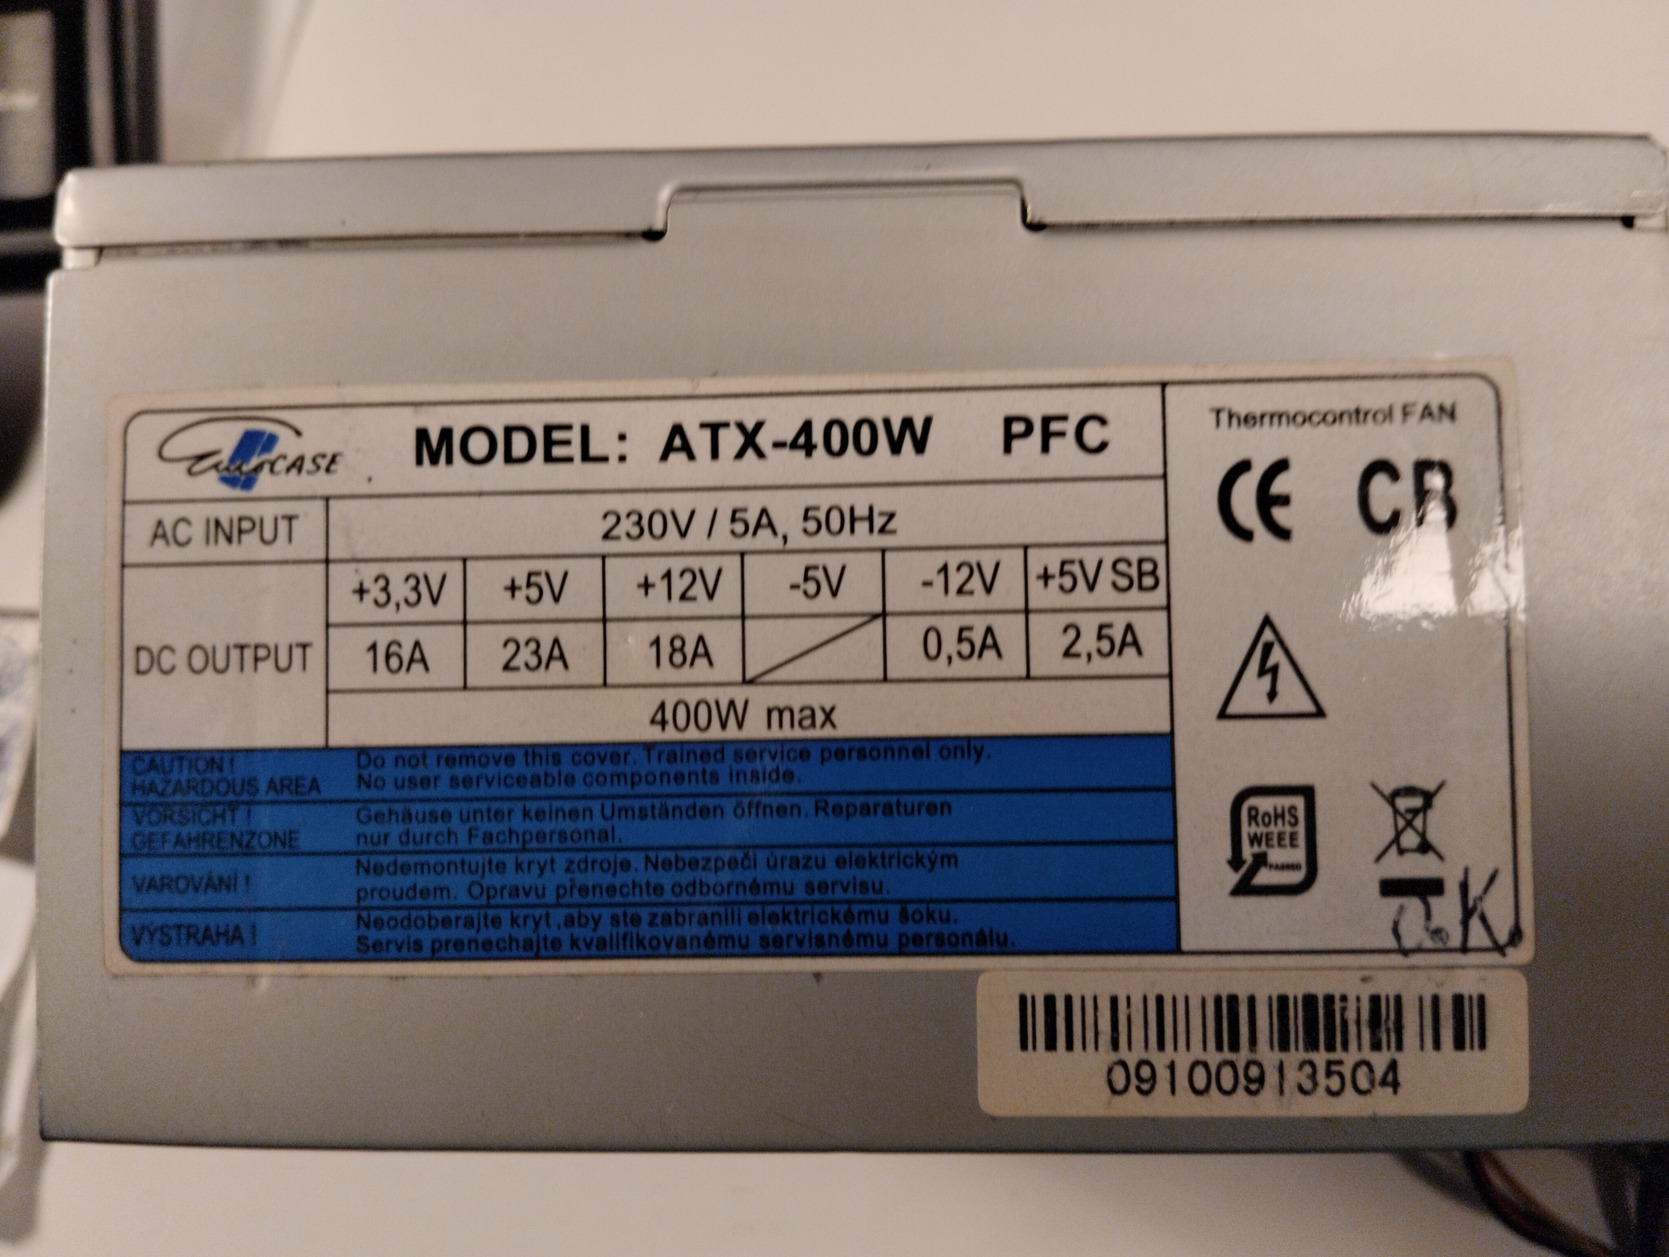 EuroCASE
MODEL: ATX-400W PFC
Thermocontrol FAN
CE CB
AC INPUT 230V / 5A, 50Hz
+3,3V +5V +12V -5V -12V +5V SB
DC OUTPUT 16A 23A 18A 0,5A 2,5A
400W max
CAUTION !
HAZARDOUS AREA
Do not remove this cover. Trained service personnel only.
No user serviceable components inside.
VORSICHT !
GEFAHRENZONE
Gehäuse unter keinen Umständen öffnen. Reparaturen
nur durch Fachpersonal.
VAROVÁNÍ !
Nedemontujte kryt zdroje. Nebezpečí úrazu elektrickým
proudem. Opravu přenechte odbornému servisu.
VÝSTRAHA !
Neodoberajte kryt ,aby ste zabranili elektrickému šoku.
Servis prenechajte kvalifikovanému servisnému personálu.
RoHS
WEEE
PASSED
O.K.
09100913504